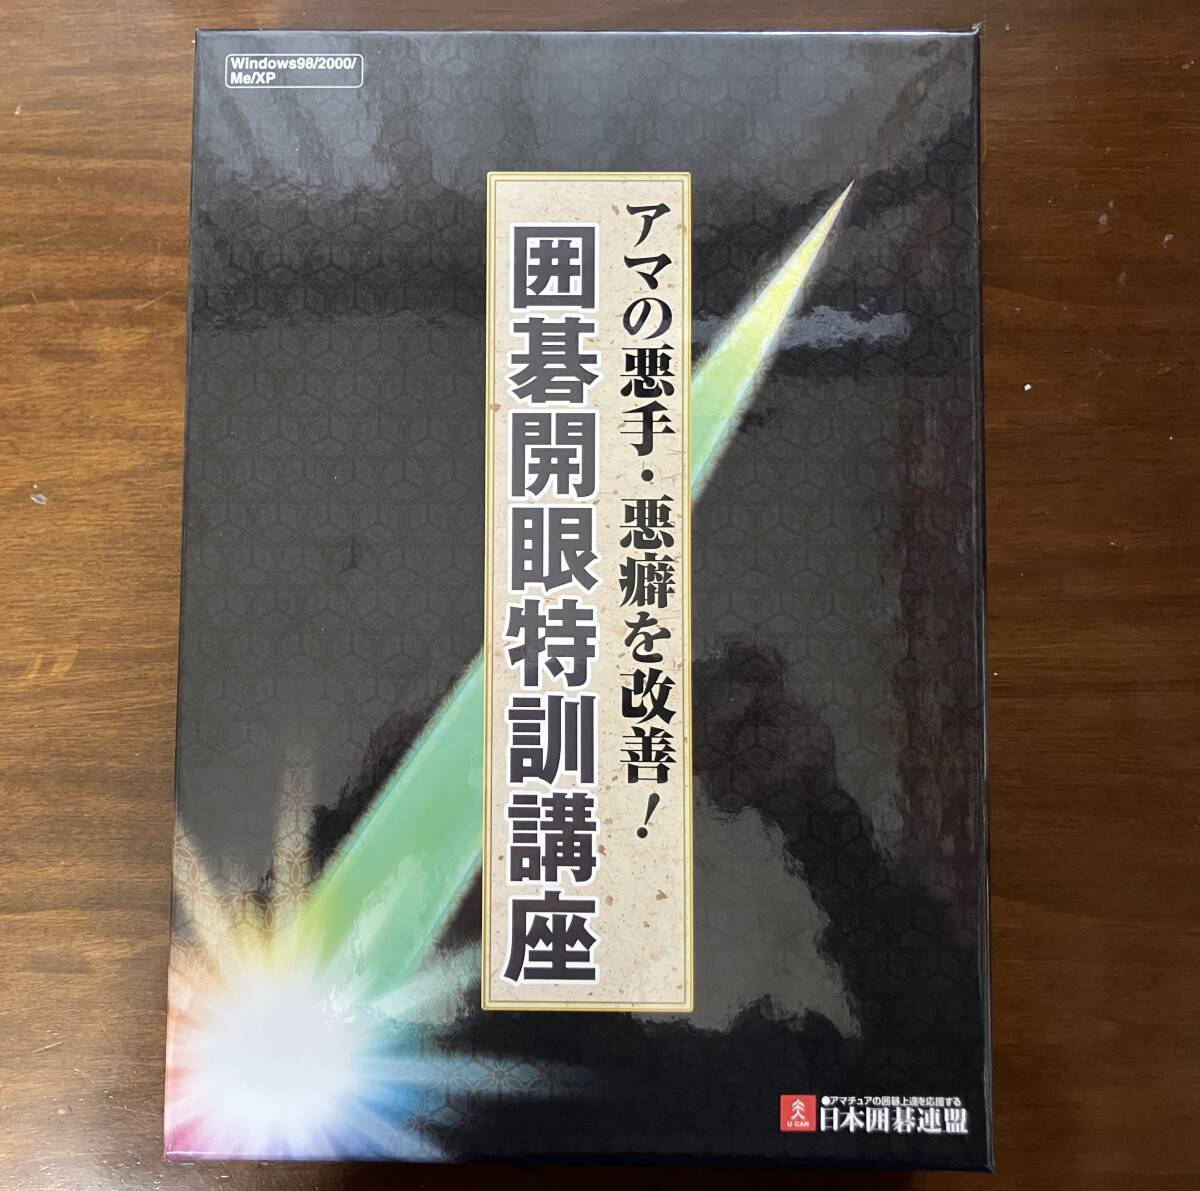 Windows98/2000/
Me/XP
アマの悪手・悪癖を改善！
囲碁開眼特訓講座
U-GAN
●アマチュアの囲碁上達を応援する
日本囲碁連盟